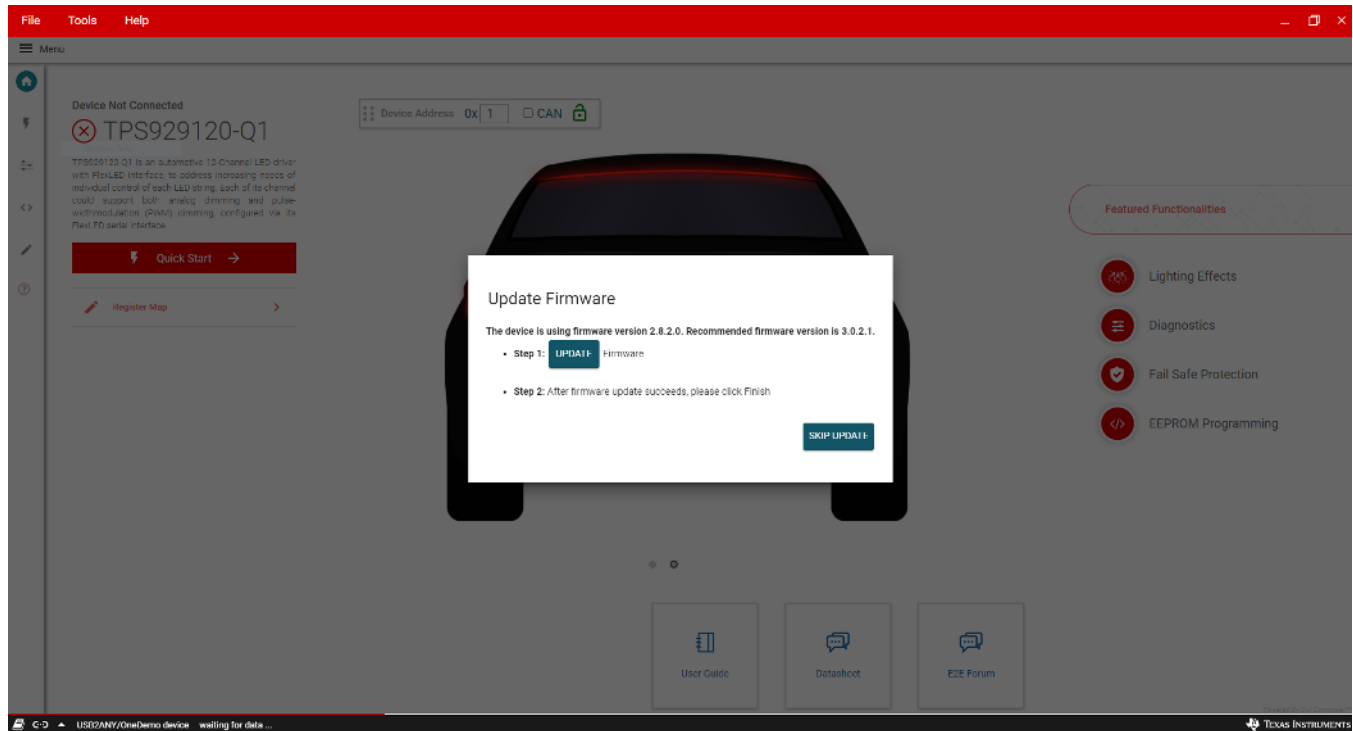 File Tools Help
Menu
Device Not Connected
TPS929120-Q1
Device Address 0x 1 CAN
TPS929120-Q1 is an automotive 12-Channel LED driver
with FlexLED Interface, to address increasing needs of
individual control of each LED string. Each of its channel
could support both analog dimming and pulse-
widthmodulation (PWM) dimming, configured via its
FlexLED serial interface.
Quick Start
Register Map
Featured Functionalities
Lighting Effects
Diagnostics
Fail Safe Protection
EEPROM Programming
Update Firmware
The device is using firmware version 2.8.2.0. Recommended firmware version is 3.0.2.1.
• Step 1: UPDATE Firmware
• Step 2: After firmware update succeeds, please click Finish
SKIP UPDATE
User Guide
Datasheet
E2E Forum
USB2ANY/OneDemo device waiting for data ...
TEXAS INSTRUMENTS